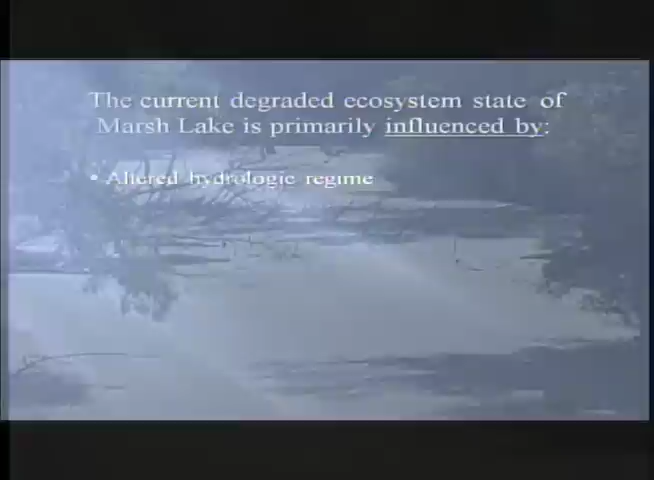 The current degraded ecosystem state of
Marsh Lake is primarily influenced by:
• Altered hydrologic regime